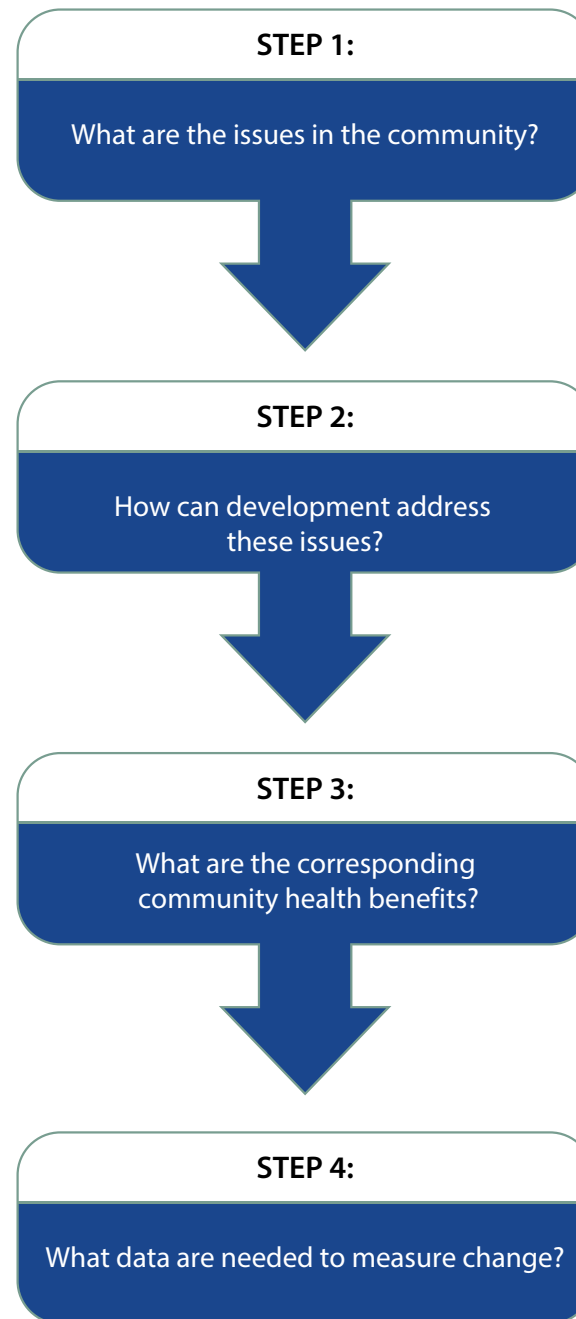 STEP 1:
What are the issues in the community?
STEP 2:
How can development address
these issues?
STEP 3:
What are the corresponding
community health benefits?
STEP 4:
What data are needed to measure change?